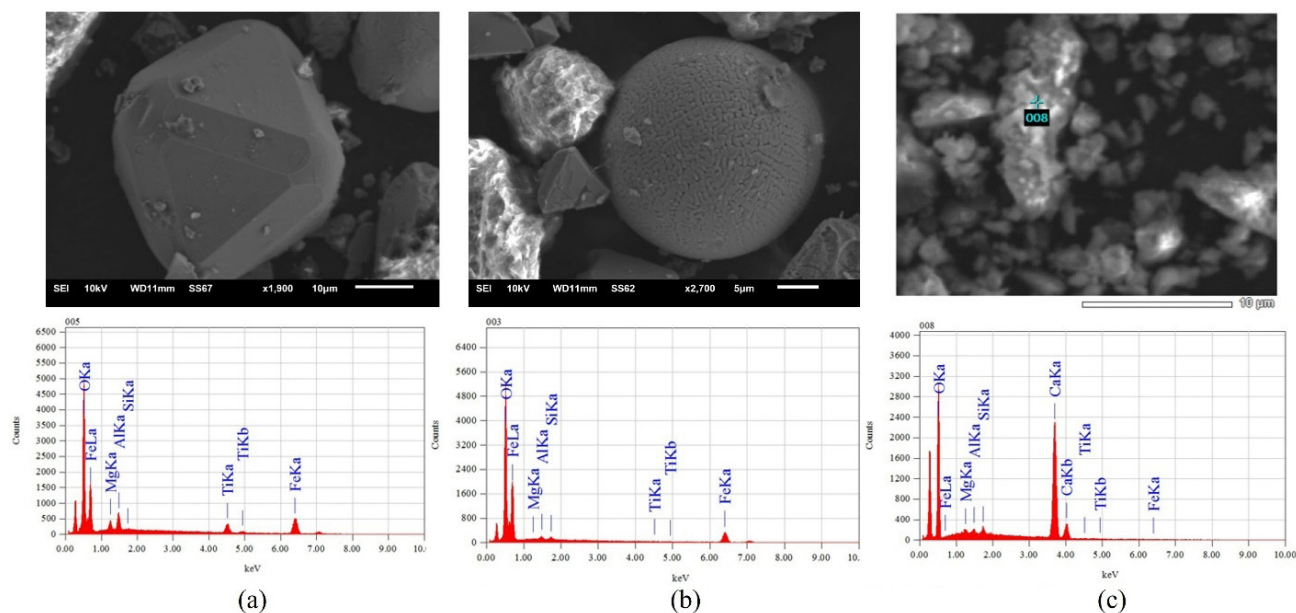 SEI 10kV WD11mm SS67 x1,900 10µm
SEI 10kV WD11mm SS62 x2,700 5µm
008
10 µm
005
6500
6000
5500
5000
4500
4000
3500
3000
2500
2000
1500
1000
500
0
Counts
OKa
FeLa
MgKa
AlKa
SiKa
TiKa
TiKb
FeKa
0.00 1.00 2.00 3.00 4.00 5.00 6.00 7.00 8.00 9.00 10.0
keV
003
6400
5600
4800
4000
3200
2400
1600
800
0
Counts
OKa
FeLa
MgKa
AlKa
SiKa
TiKa
TiKb
FeKa
0.00 1.00 2.00 3.00 4.00 5.00 6.00 7.00 8.00 9.00 10.
keV
008
4000
3600
3200
2800
2400
2000
1600
1200
800
400
0
Counts
OKa
FeLa
MgKa
AlKa
SiKa
CaKa
CaKb
TiKa
TiKb
FeKa
0.00 1.00 2.00 3.00 4.00 5.00 6.00 7.00 8.00 9.00 10.0
keV
(a) (b) (c)